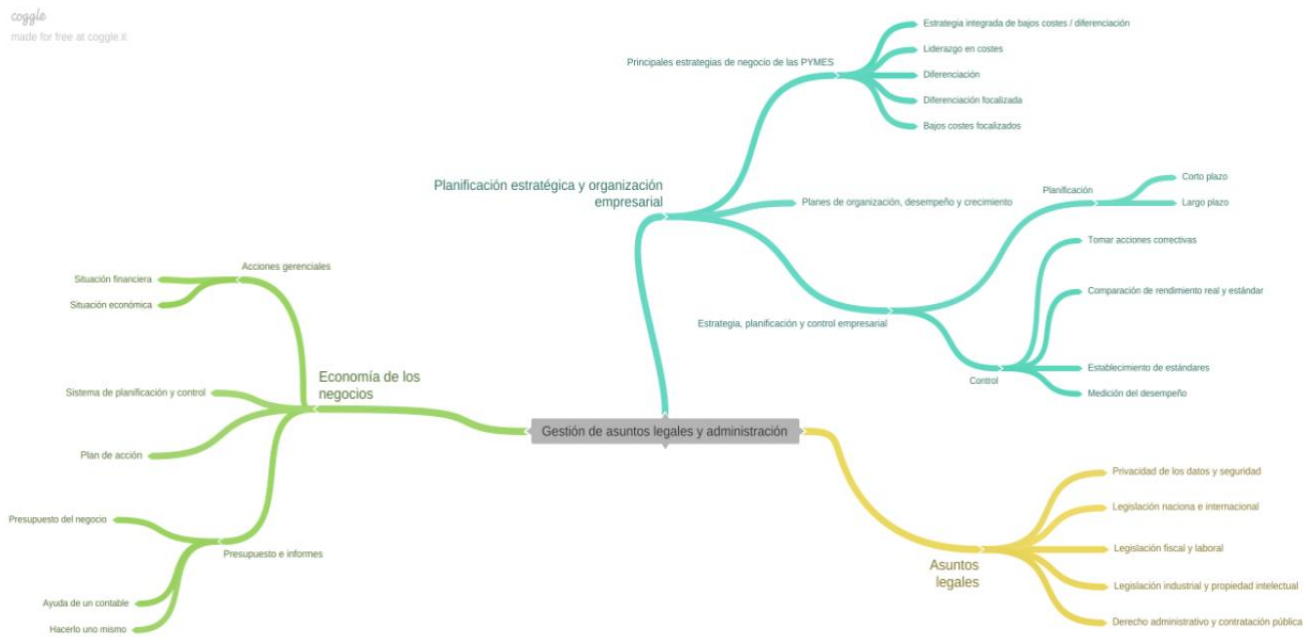 coggle
made for free at coggle.it
Estrategia integrada de bajos costes / diferenciación
Principales estrategias de negocio de las PYMES
Liderazgo en costes
Diferenciación
Diferenciación focalizada
Bajos costes focalizados
Planificación estratégica y organización
empresarial
Planes de organización, desempeño y crecimiento
Planificación
Corto plazo
Largo plazo
Tomar acciones correctivas
Comparación de rendimiento real y estándar
Estrategia, planificación y control empresarial
Control
Establecimiento de estándares
Medición del desempeño
Acciones gerenciales
Situación financiera
Situación económica
Economía de los
negocios
Sistema de planificación y control
Plan de acción
Presupuesto del negocio
Presupuesto e informes
Ayuda de un contable
Hacerlo uno mismo
Gestión de asuntos legales y administración
Privacidad de los datos y seguridad
Legislación naciona e internacional
Legislación fiscal y laboral
Asuntos
legales
Legislación industrial y propiedad intelectual
Derecho administrativo y contratación pública